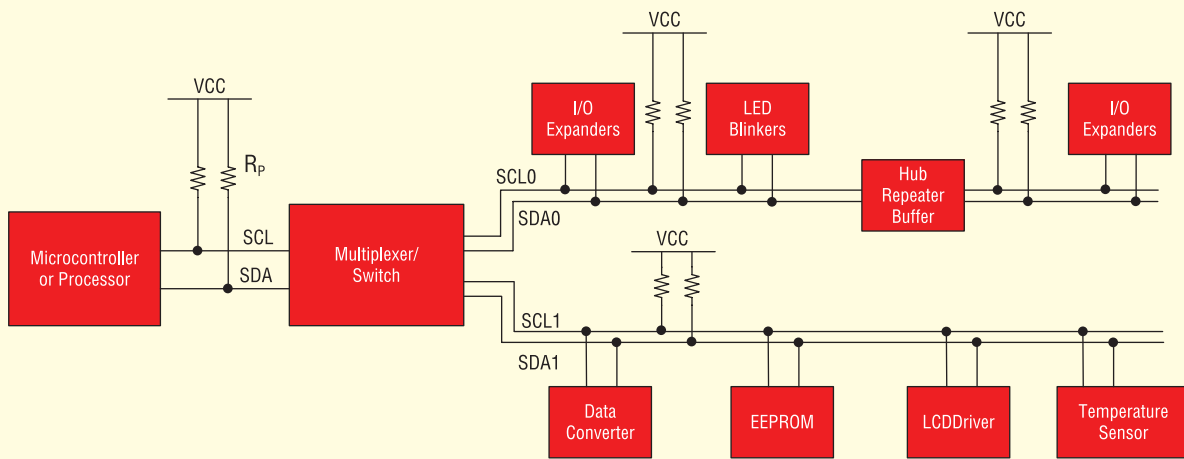 VCC
VCC
VCC
I/O
Expanders
LED
Blinkers
I/O
Expanders
RP
SCL0
Hub
Repeater
Buffer
SDA0
Microcontroller
or Processor
SCL
SDA
Multiplexer/
Switch
VCC
SCL1
SDA1
Data
Converter
EEPROM
LCDDriver
Temperature
Sensor